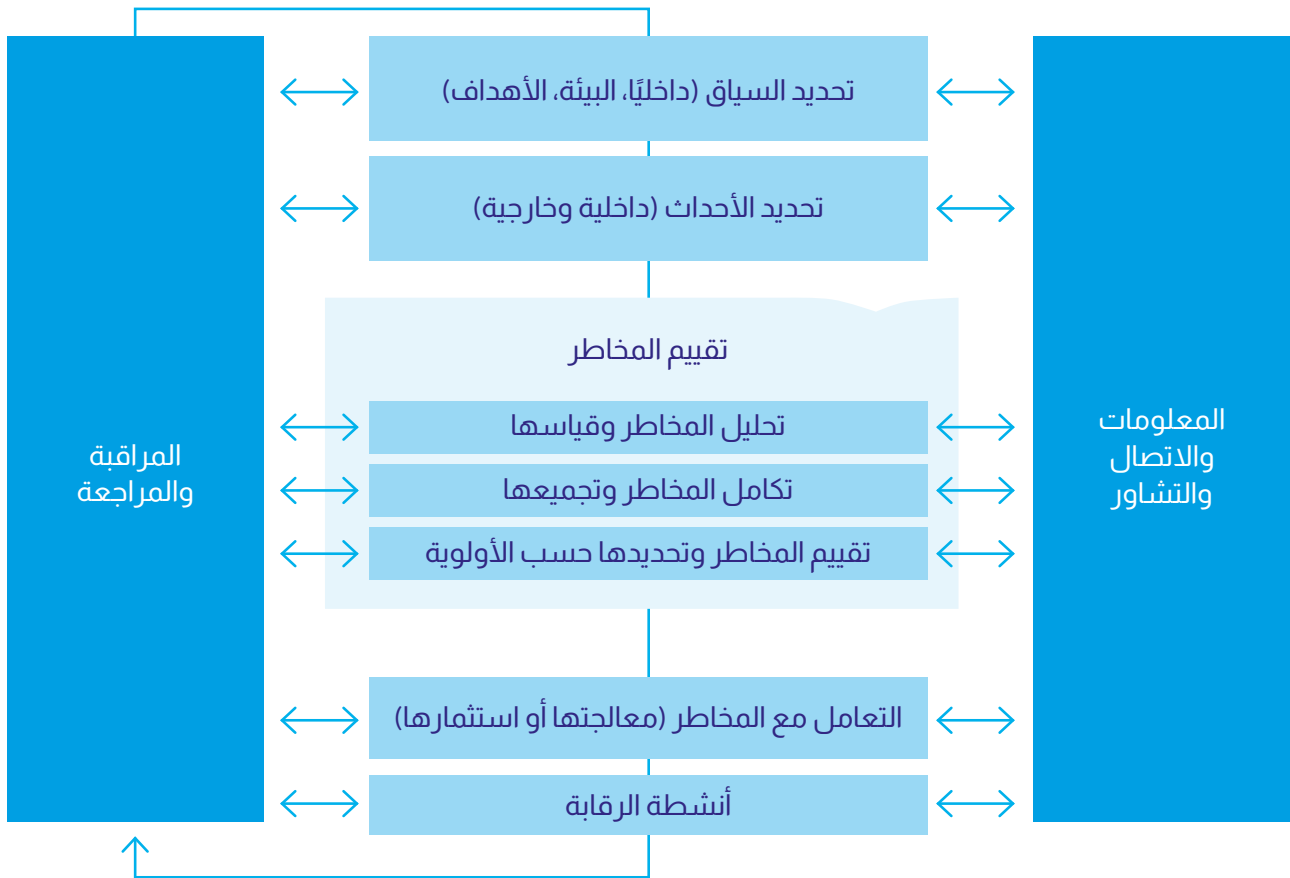 تحديد السياق (داخليًا، البيئة، الأهداف)
تحديد الأحداث (داخلية وخارجية)
تقييم المخاطر
تحليل المخاطر وقياسها
تكامل المخاطر وتجميعها
تقييم المخاطر وتحديدها حسب الأولوية
التعامل مع المخاطر (معالجتها أو استثمارها)
أنشطة الرقابة
المعلومات
والاتصال
والتشاور
المراقبة
والمراجعة